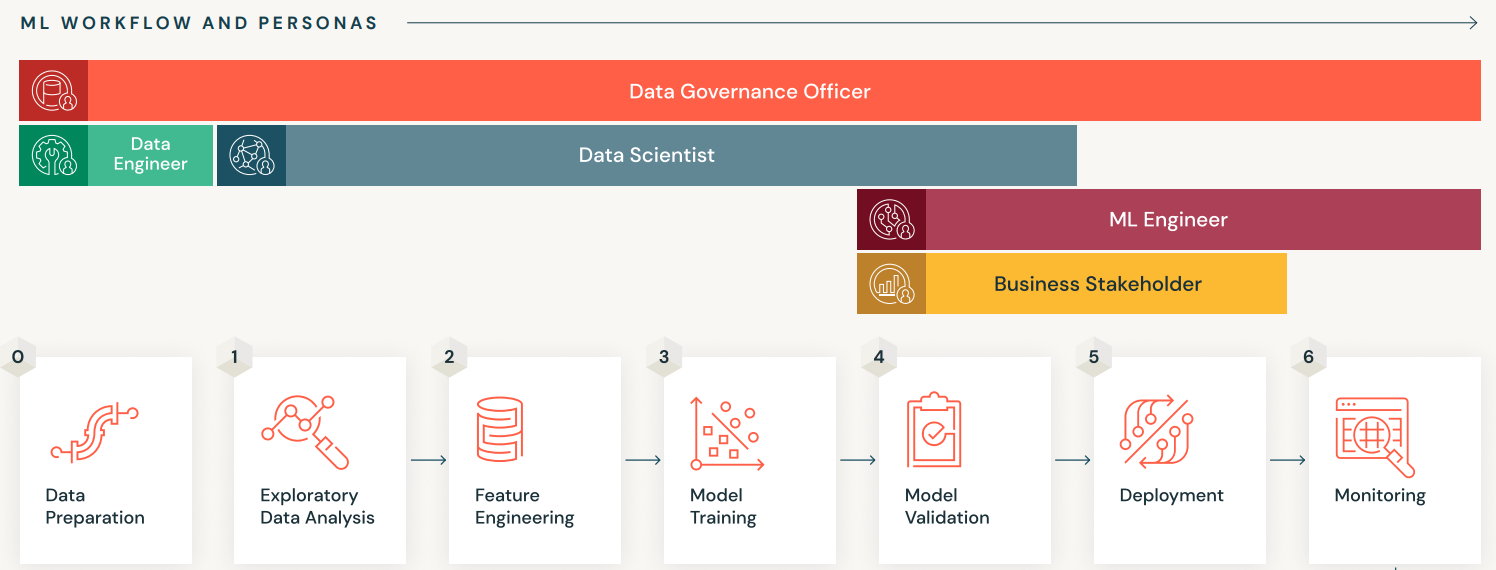 ML WORKFLOW AND PERSONAS
Data Governance Officer
Data
Engineer
Data Scientist
ML Engineer
Business Stakeholder
0
Data
Preparation
1
Exploratory
Data Analysis
2
Feature
Engineering
3
Model
Training
4
Model
Validation
5
Deployment
6
Monitoring